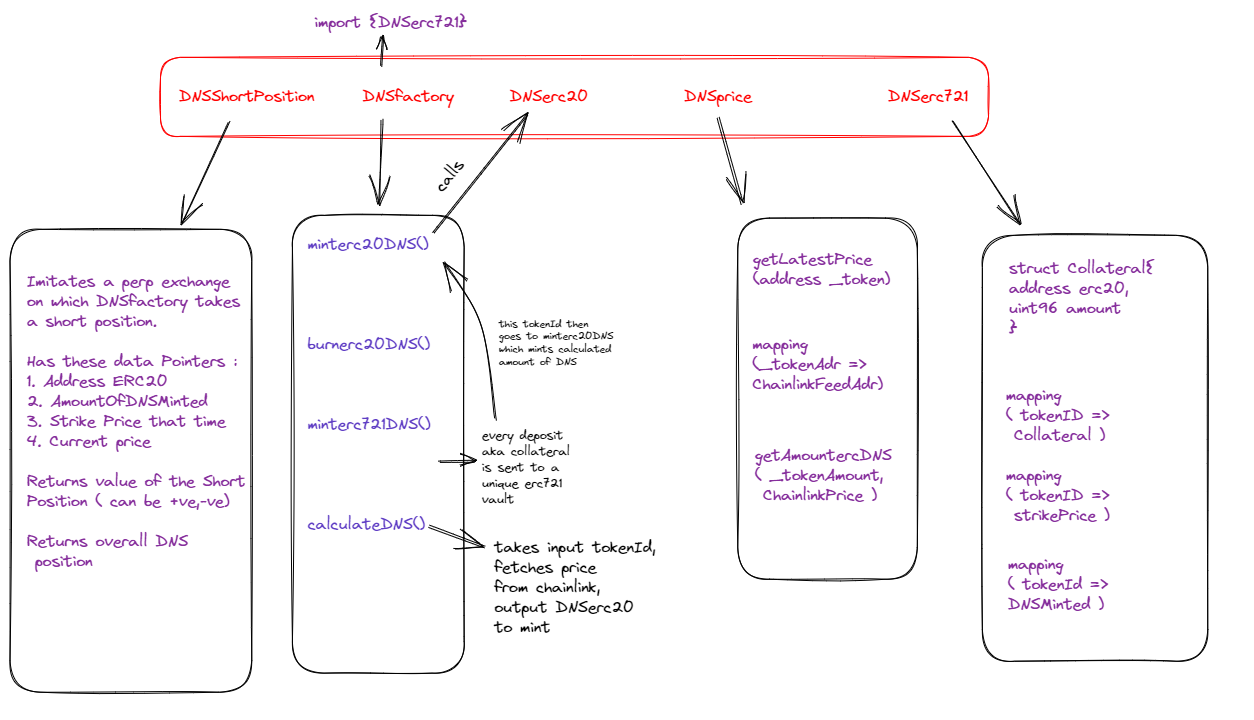 import {DNSerc721}
DNSShortPosition
DNSfactory
DNSerc20
DNSprice
DNSerc721
calls
Imitates a perp exchange
on which DNSfactory takes
a short position.
Has these data Pointers :
1. Address ERC20
2. AmountOfDNSMinted
3. Strike Price that time
4. Current price
Returns value of the Short
Position ( can be +ve,-ve)
Returns overall DNS
position
minterc20DNS()
burnerc20DNS()
minterc721DNS()
calculateDNS()
this tokenId then
goes to minterc20DNS
which mints calculated
amount of DNS
every deposit
aka collateral
is sent to a
unique erc721
vault
takes input tokenId,
fetches price
from chainlink,
output DNSerc20
to mint
getLatestPrice
(address _token)
mapping
(_tokenAdr =>
ChainlinkFeedAdr)
getAmountercDNS
( _tokenAmount,
ChainlinkPrice )
struct Collateral{
address erc20,
uint96 amount
}
mapping
( tokenID =>
Collateral )
mapping
( tokenID =>
strikePrice )
mapping
( tokenId =>
DNSMinted )